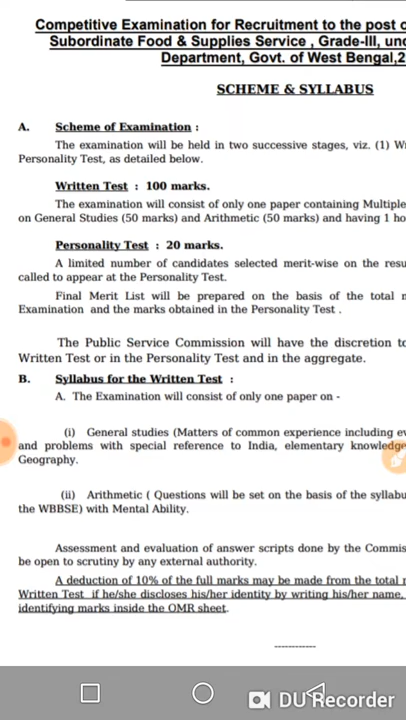 Competitive Examination for Recruitment to the post
Subordinate Food & Supplies Service , Grade-III,
Department, Govt. of West Bengal,2
SCHEME & SYLLABUS
A. Scheme of Examination :
The examination will be held in two successive stages, viz. (1)
Personality Test, as detailed below.
Written Test : 100 marks.
The examination will consist of only one paper containing Multiple
on General Studies (50 marks) and Arithmetic (50 marks) and having 1
Personality Test : 20 marks.
A limited number of candidates selected merit-wise on the
called to appear at the Personality Test.
Final Merit List will be prepared on the basis of the total
Examination and the marks obtained in the Personality Test .
The Public Service Commission will have the discretion
Written Test or in the Personality Test and in the aggregate.
B. Syllabus for the Written Test :
A. The Examination will consist of only one paper on -
(i) General studies (Matters of common experience including
and problems with special reference to India, elementary knowledge
Geography.
(ii) Arithmetic ( Questions will be set on the basis of the
the WBBSE) with Mental Ability.
Assessment and evaluation of answer scripts done by the
be open to scrutiny by any external authority.
A deduction of 10% of the full marks may be made from the total
Written Test if he/she discloses his/her identity by writing his/her name,
identifying marks inside the OMR sheet.
------------
DU Recorder